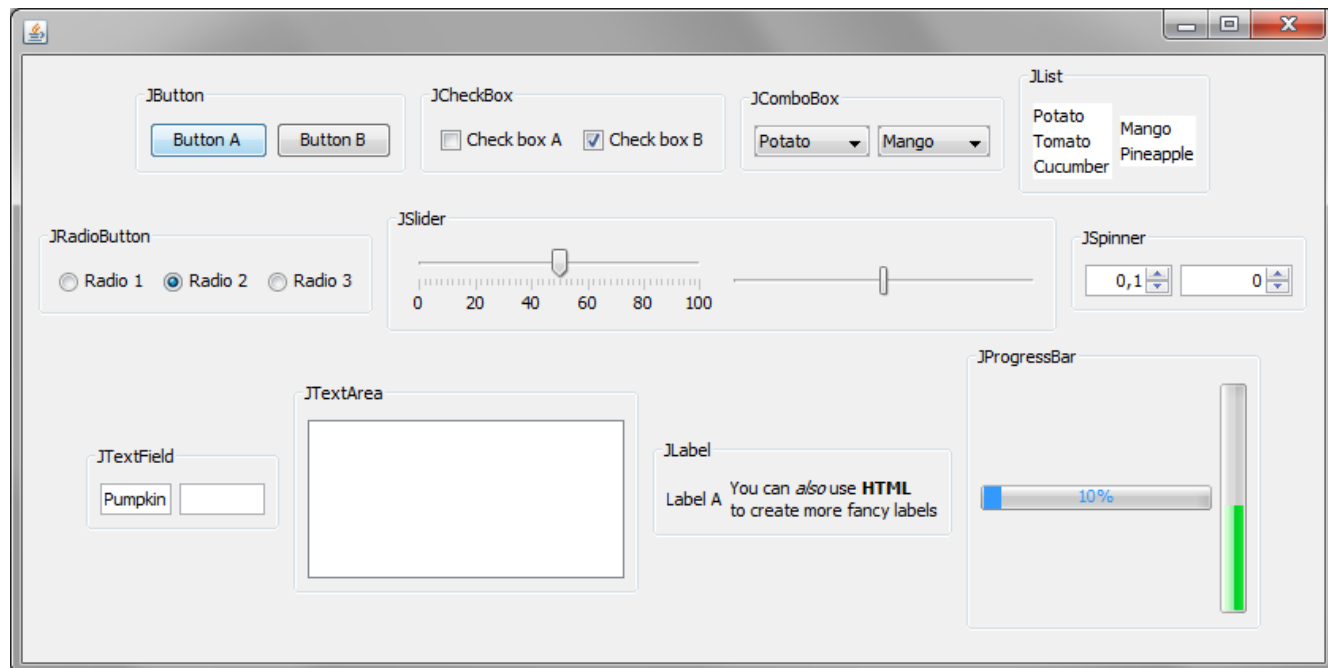 JButton
Button A Button B
JCheckBox
Check box A Check box B
JComboBox
Potato Mango
JList
Potato
Tomato
Cucumber
Mango
Pineapple
JRadioButton
Radio 1 Radio 2 Radio 3
JSlider
0 20 40 60 80 100
JSpinner
0,1 0
JTextField
Pumpkin
JTextArea
JLabel
Label A
You can also use HTML
to create more fancy labels
JProgressBar
10%